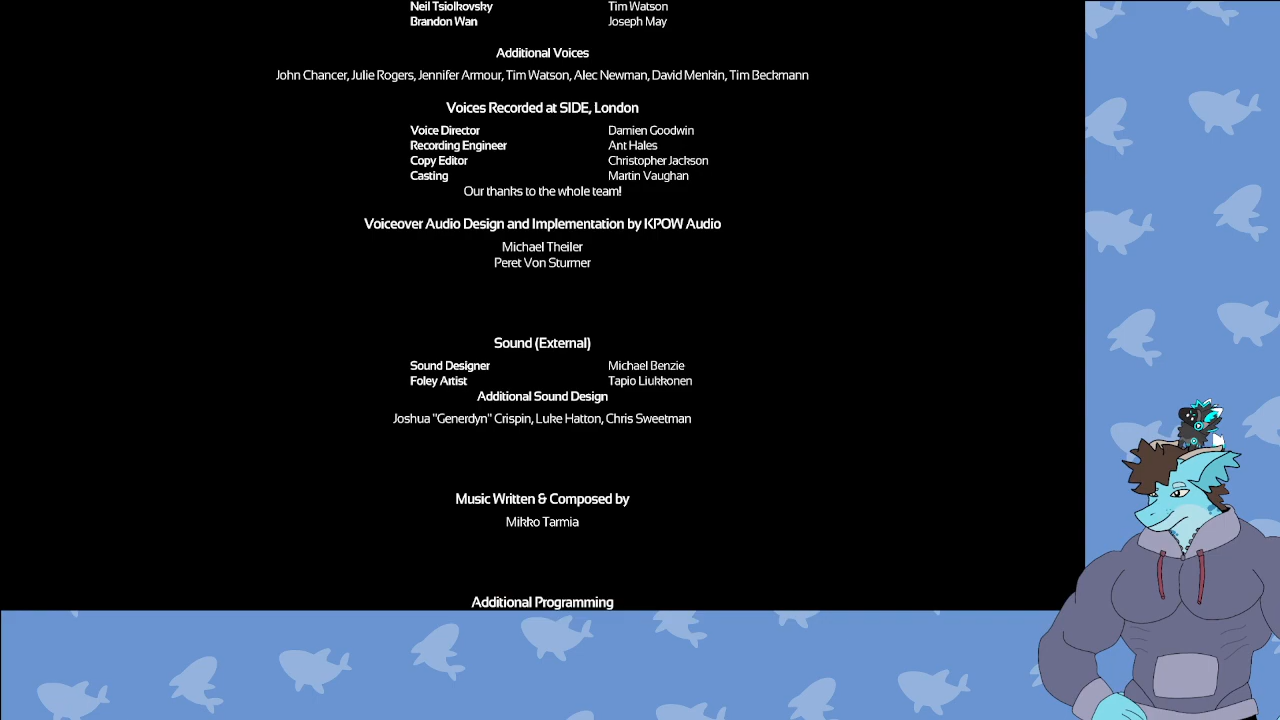 Neil Tsiolkovsky Tim Watson
Brandon Wan Joseph May
Additional Voices
John Chancer, Julie Rogers, Jennifer Armour, Tim Watson, Alec Newman, David Menkin, Tim Beckmann
Voices Recorded at SIDE, London
Voice Director Damien Goodwin
Recording Engineer Ant Hales
Copy Editor Christopher Jackson
Casting Martin Vaughan
Our thanks to the whole team!
Voiceover Audio Design and Implementation by KPOW Audio
Michael Theiler
Peret Von Sturmer
Sound (External)
Sound Designer Michael Benzie
Foley Artist Tapio Liukkonen
Additional Sound Design
Joshua "Generdyn" Crispin, Luke Hatton, Chris Sweetman
Music Written & Composed by
Mikko Tarmia
Additional Programming